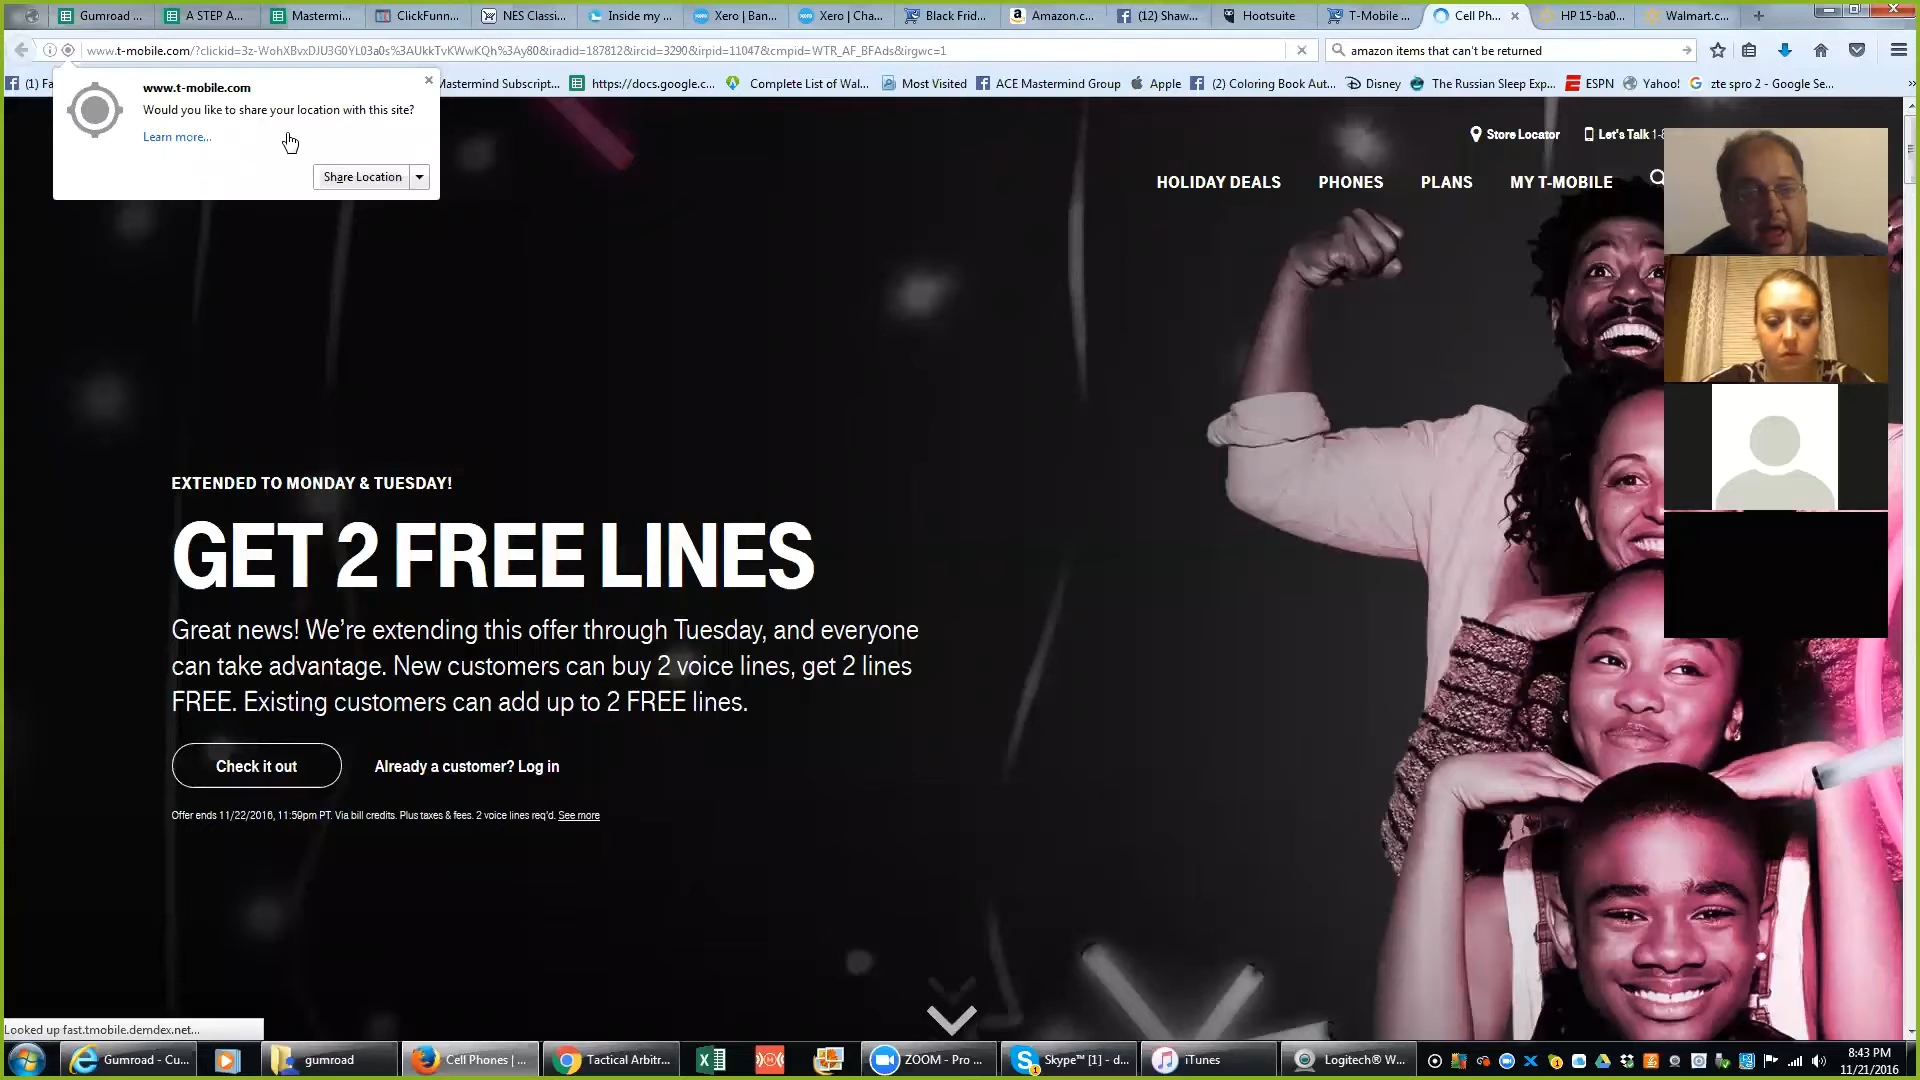 Gumroad ...
A STEP A...
Mastermi...
ClickFunn...
NES Classi...
Inside my ...
Xero | Ban...
Xero | Cha...
Black Frid...
Amazon.c...
(12) Shaw...
Hootsuite
T-Mobile ...
Cell Ph...
HP 15-ba0...
Walmart.c...
www.t-mobile.com/?clickid=3z-WohXBvxDJU3G0YL03a0s%3AUkkTvKWwKQh%3Ay80&iradid=187812&ircid=3290&irpid=11047&cmpid=WTR_AF_BFAds&irgwc=1
amazon items that can't be returned
(1) Fa
Mastermind Subscript...
https://docs.google.c...
Complete List of Wal...
Most Visited
ACE Mastermind Group
Apple
(2) Coloring Book Aut...
Disney
The Russian Sleep Exp...
ESPN
Yahoo!
zte spro 2 - Google Se...
www.t-mobile.com
Would you like to share your location with this site?
Learn more...
Share Location
Store Locator
Let's Talk 1-8
HOLIDAY DEALS
PHONES
PLANS
MY T-MOBILE
EXTENDED TO MONDAY & TUESDAY!
GET 2 FREE LINES
Great news! We're extending this offer through Tuesday, and everyone
can take advantage. New customers can buy 2 voice lines, get 2 lines
FREE. Existing customers can add up to 2 FREE lines.
Check it out
Already a customer? Log in
Offer ends 11/22/2016, 11:59pm PT. Via bill credits. Plus taxes & fees. 2 voice lines req'd. See more
Looked up fast.tmobile.demdex.net...
Gumroad - Cu...
gumroad
Cell Phones | ...
Tactical Arbitr...
ZOOM - Pro ...
Skype™ [1] - d...
iTunes
Logitech® W...
8:43 PM
11/21/2016